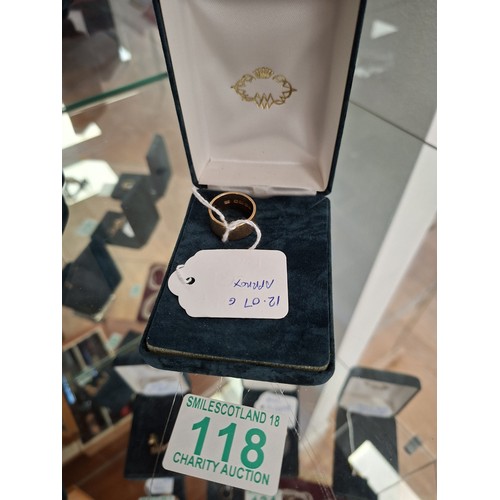 12.07 G
APPROX
SMILESCOTLAND 18
118
CHARITY AUCTION